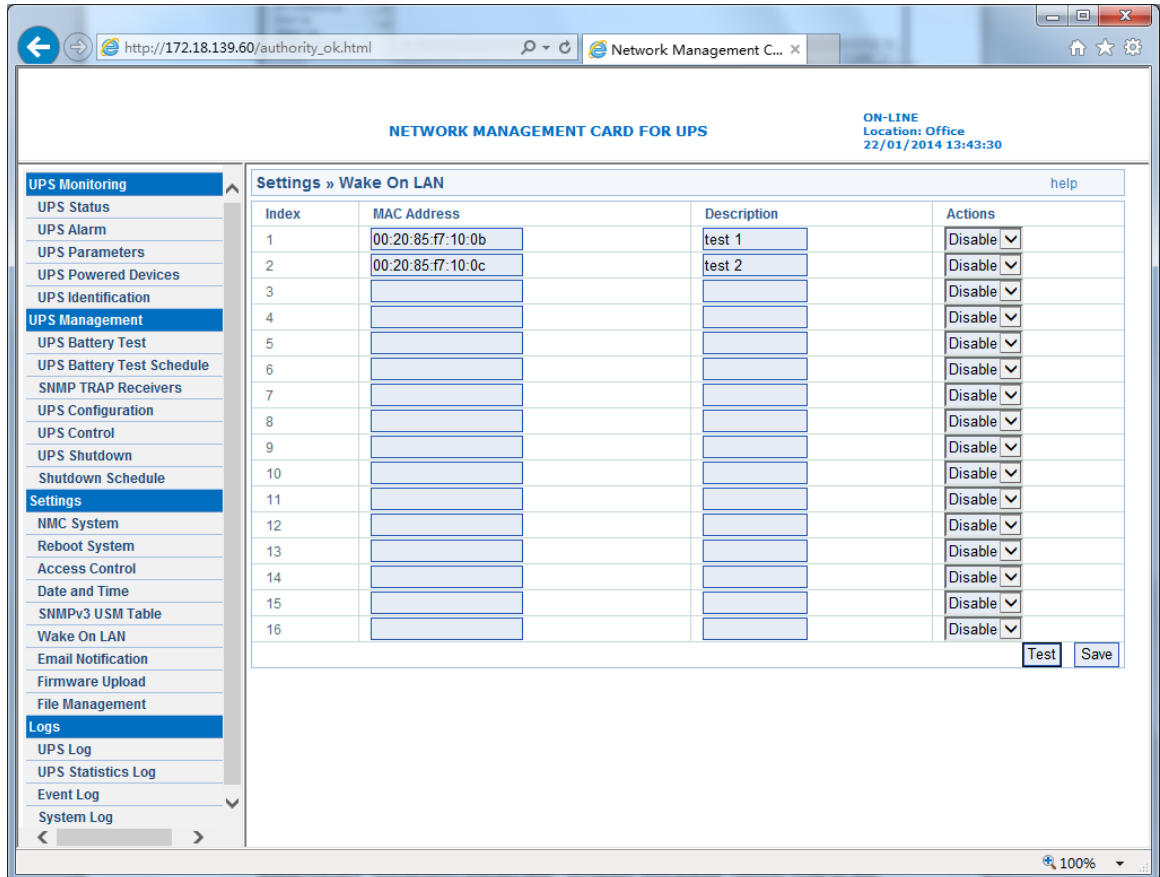 http://172.18.139.60/authority_ok.html
Network Management C...
NETWORK MANAGEMENT CARD FOR UPS
ON-LINE
Location: Office
22/01/2014 13:43:30
UPS Monitoring
UPS Status
UPS Alarm
UPS Parameters
UPS Powered Devices
UPS Identification
UPS Management
UPS Battery Test
UPS Battery Test Schedule
SNMP TRAP Receivers
UPS Configuration
UPS Control
UPS Shutdown
Shutdown Schedule
Settings
NMC System
Reboot System
Access Control
Date and Time
SNMPv3 USM Table
Wake On LAN
Email Notification
Firmware Upload
File Management
Logs
UPS Log
UPS Statistics Log
Event Log
System Log
Settings » Wake On LAN help
Index MAC Address Description Actions
1 00:20:85:f7:10:0b test 1 Disable
2 00:20:85:f7:10:0c test 2 Disable
3 Disable
4 Disable
5 Disable
6 Disable
7 Disable
8 Disable
9 Disable
10 Disable
11 Disable
12 Disable
13 Disable
14 Disable
15 Disable
16 Disable
Test Save
100%